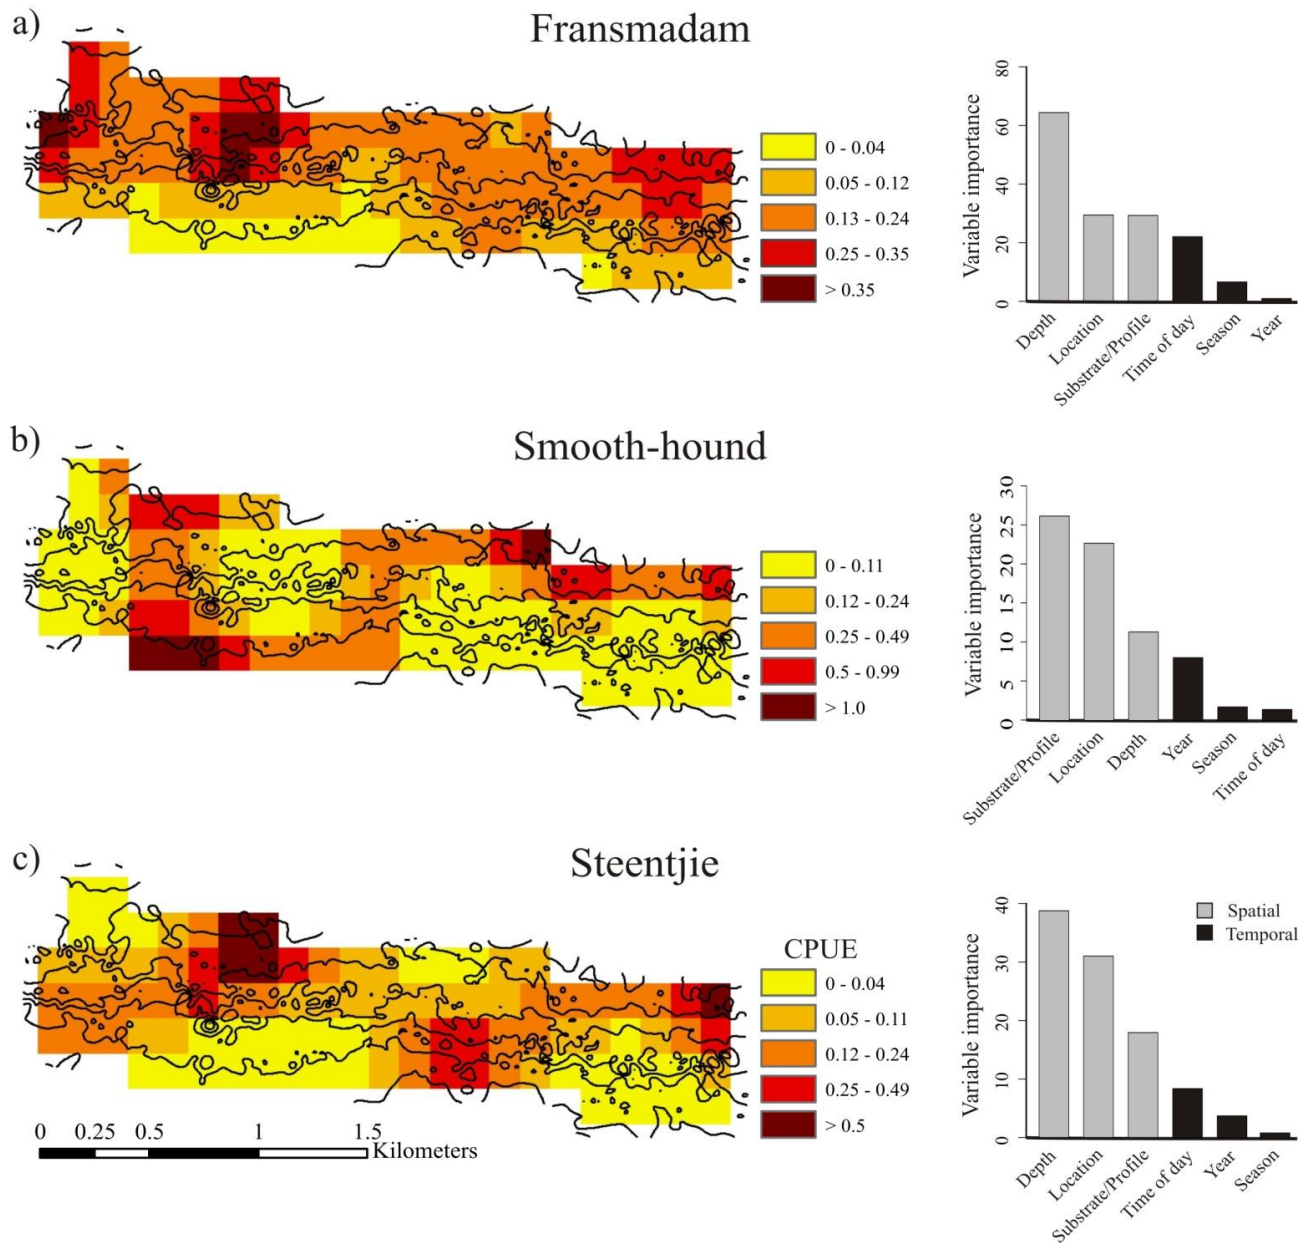 a)
Fransmadam
0 - 0.04
0.05 - 0.12
0.13 - 0.24
0.25 - 0.35
> 0.35
Variable importance
80
60
40
20
0
Depth
Location
Substrate/Profile
Time of day
Season
Year
b)
Smooth-hound
0 - 0.11
0.12 - 0.24
0.25 - 0.49
0.5 - 0.99
> 1.0
Variable importance
30
25
20
15
10
5
0
Substrate/Profile
Location
Depth
Year
Season
Time of day
c)
Steentjie
CPUE
0 - 0.04
0.05 - 0.11
0.12 - 0.24
0.25 - 0.49
> 0.5
0 0.25 0.5 1 1.5
Kilometers
Variable importance
40
30
20
10
0
Spatial
Temporal
Depth
Location
Substrate/Profile
Time of day
Year
Season